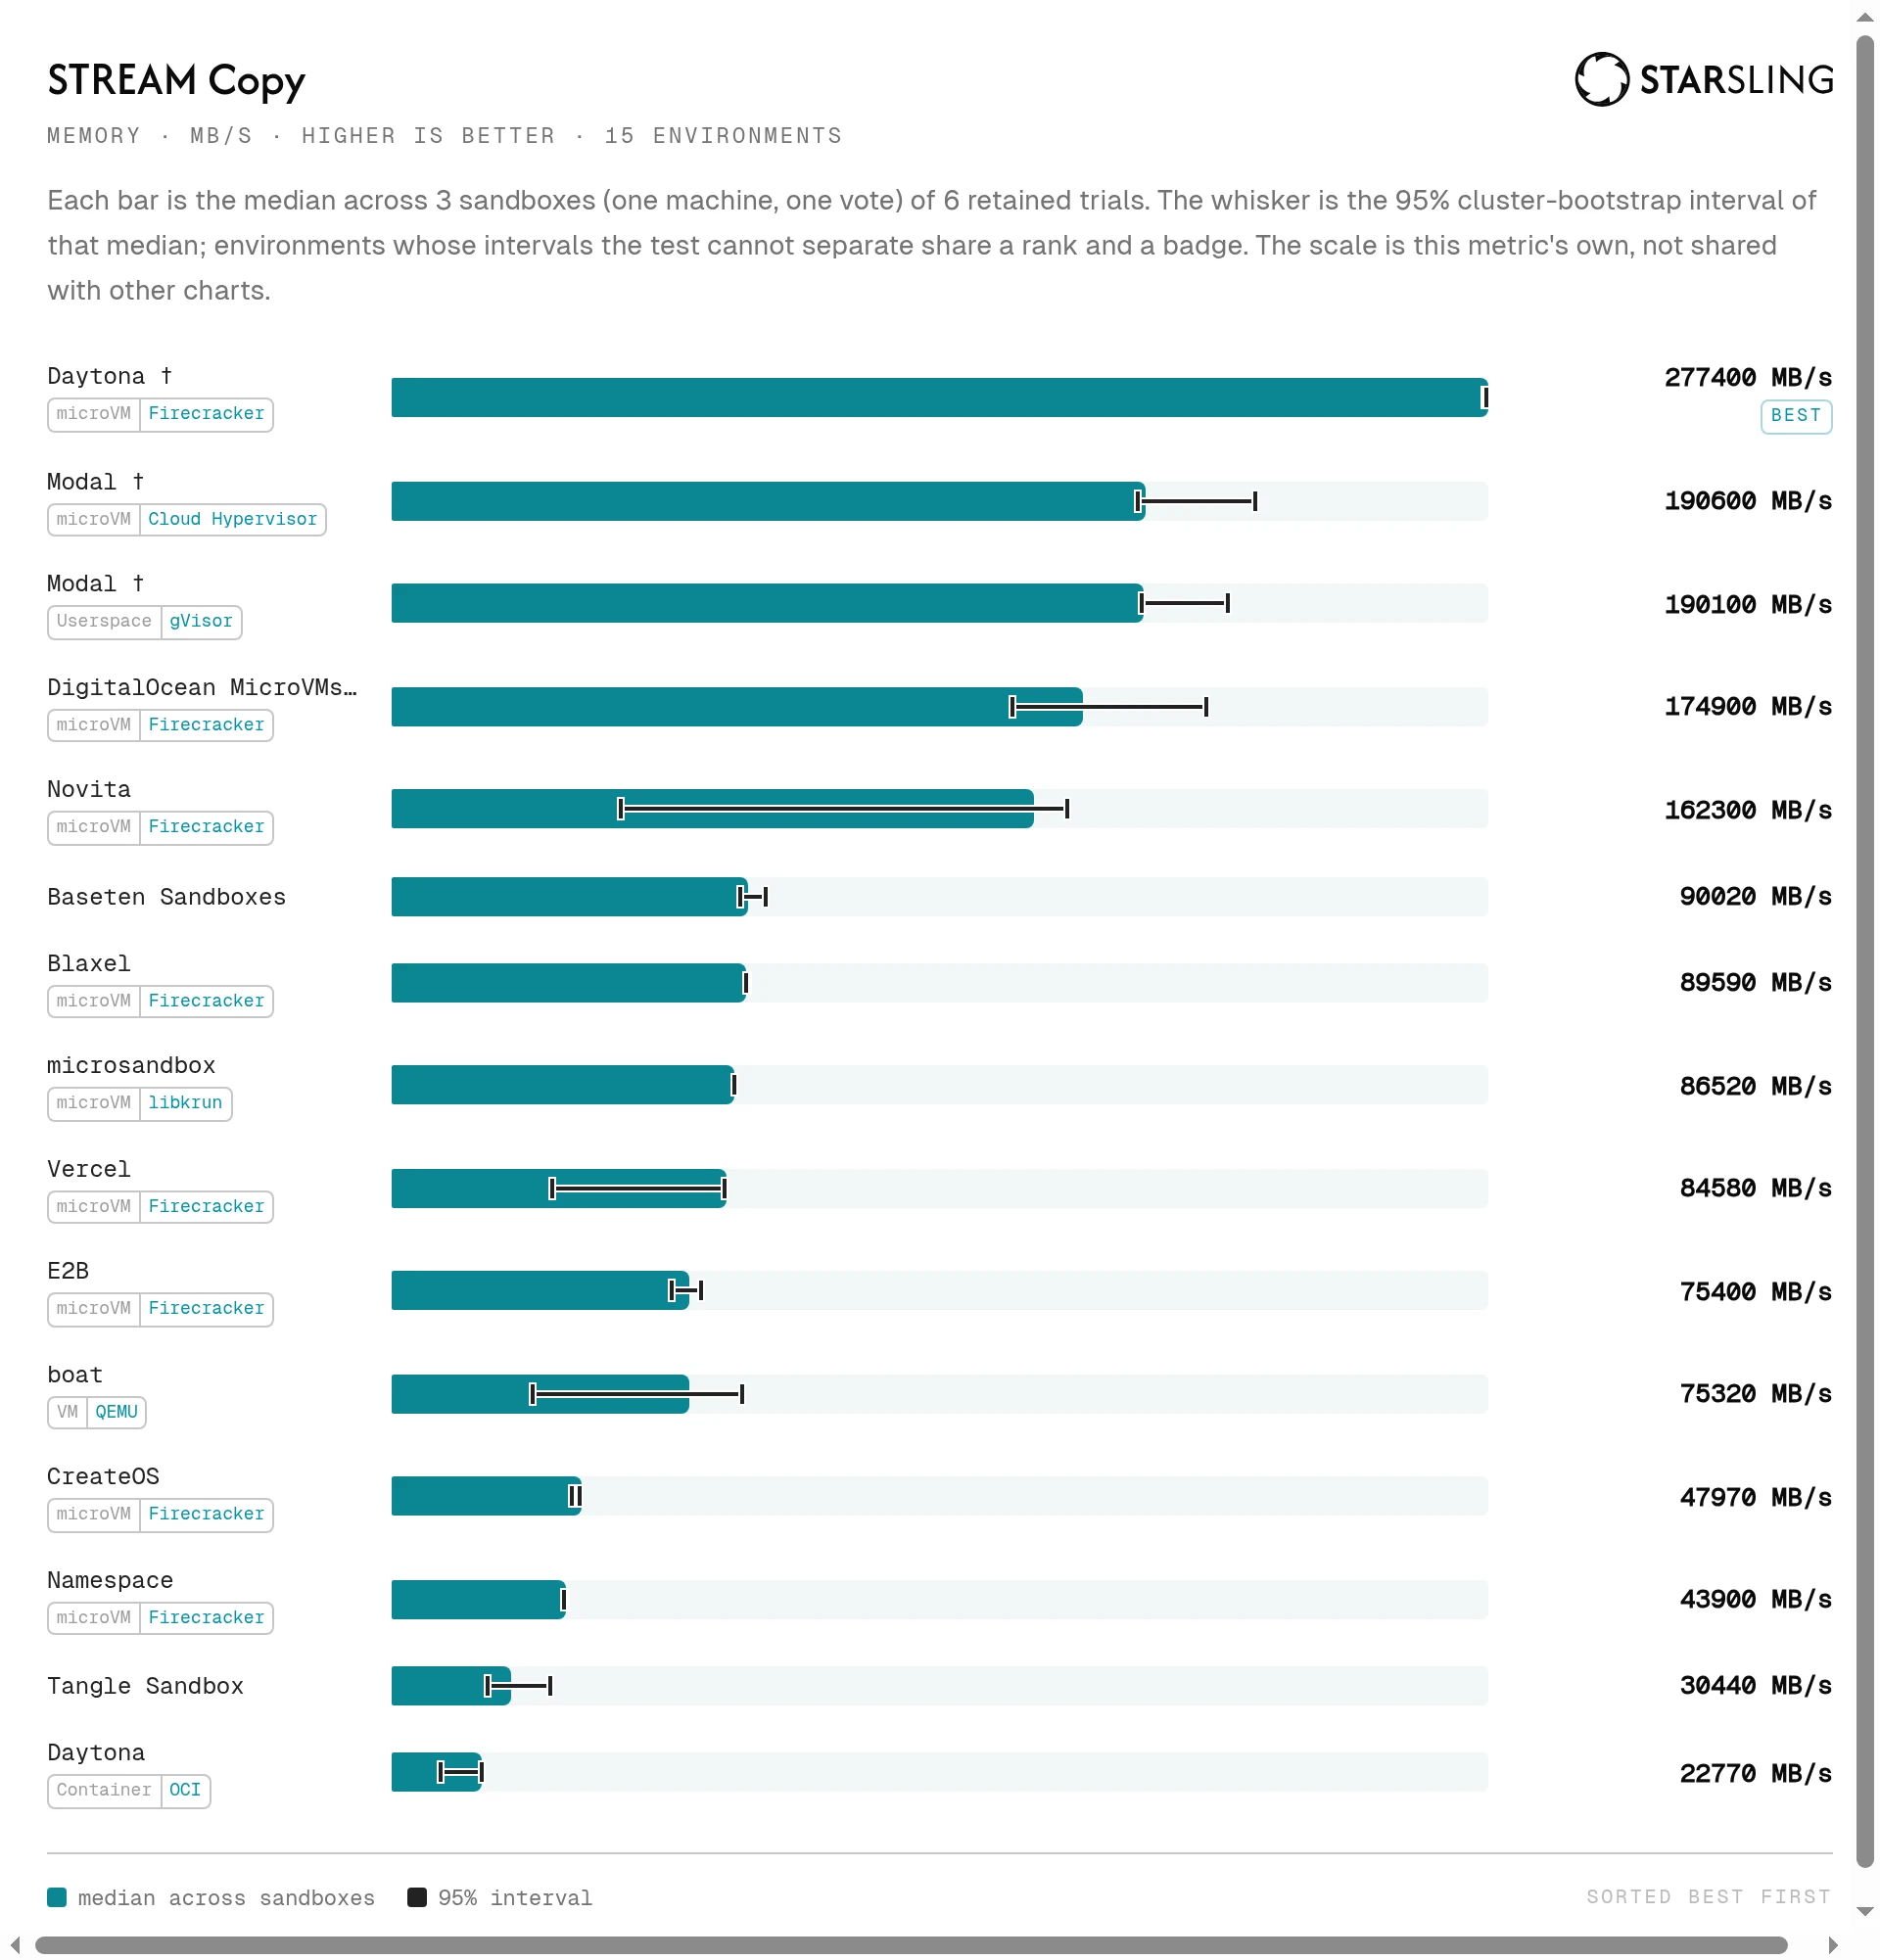 STREAM Copy
STARSLING
MEMORY · MB/S · HIGHER IS BETTER · 15 ENVIRONMENTS
Each bar is the median across 3 sandboxes (one machine, one vote) of 6 retained trials. The whisker is the 95% cluster-bootstrap interval of
that median; environments whose intervals the test cannot separate share a rank and a badge. The scale is this metric's own, not shared
with other charts.
Daytona †
microVM Firecracker
277400 MB/s
BEST
Modal †
microVM Cloud Hypervisor
190600 MB/s
Modal †
Userspace gVisor
190100 MB/s
DigitalOcean MicroVMs…
microVM Firecracker
174900 MB/s
Novita
microVM Firecracker
162300 MB/s
Baseten Sandboxes
90020 MB/s
Blaxel
microVM Firecracker
89590 MB/s
microsandbox
microVM libkrun
86520 MB/s
Vercel
microVM Firecracker
84580 MB/s
E2B
microVM Firecracker
75400 MB/s
boat
VM QEMU
75320 MB/s
CreateOS
microVM Firecracker
47970 MB/s
Namespace
microVM Firecracker
43900 MB/s
Tangle Sandbox
30440 MB/s
Daytona
Container OCI
22770 MB/s
median across sandboxes
95% interval
SORTED BEST FIRST